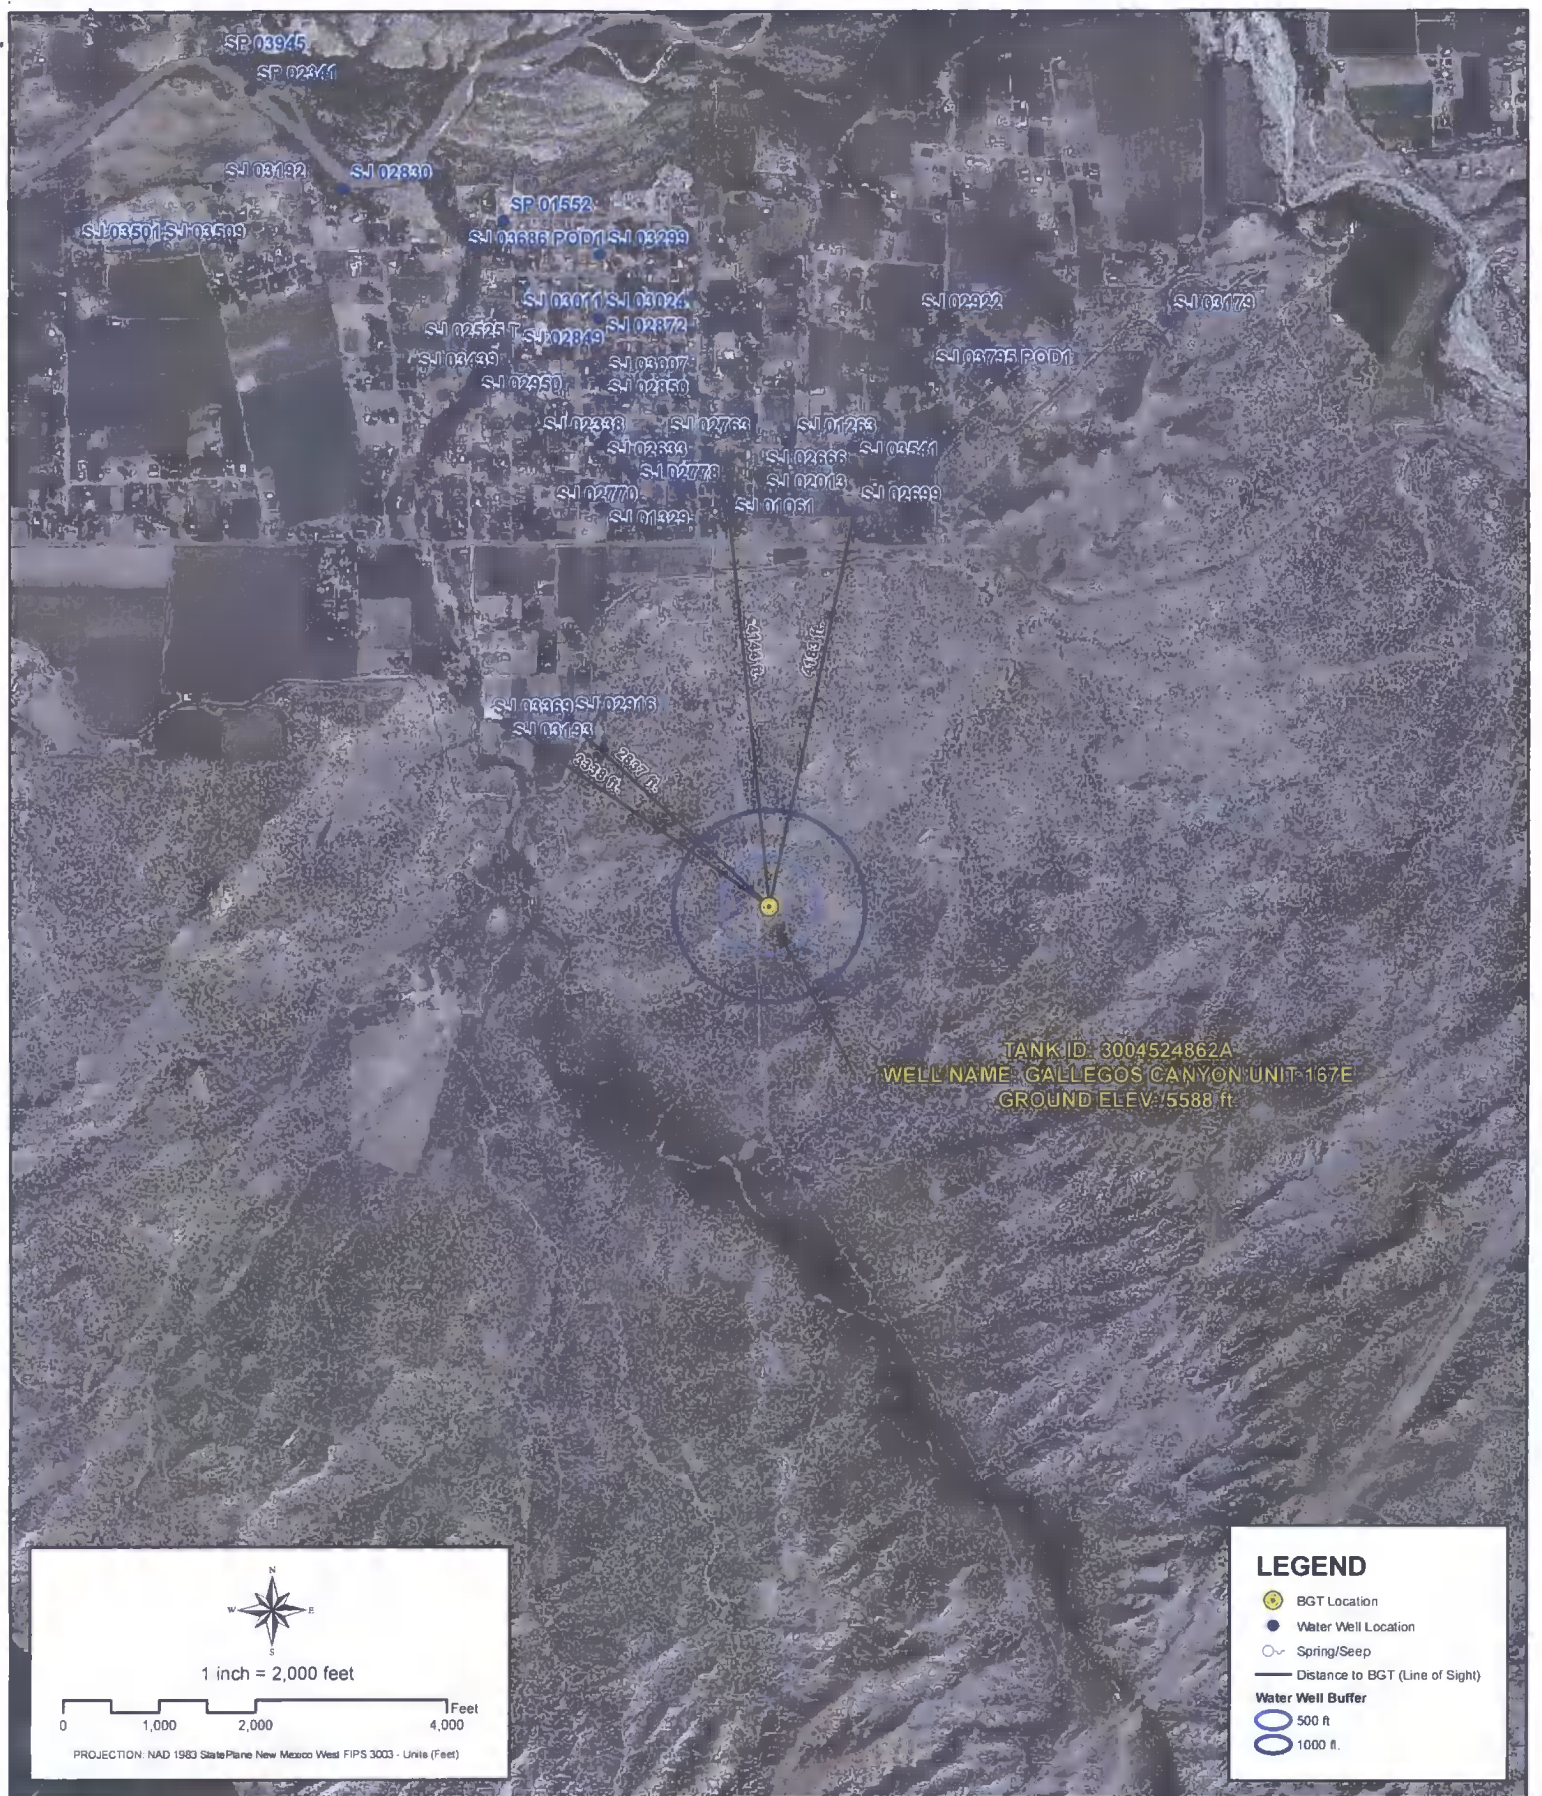 SP 03945
SP 02341
SJ 03192
SJ 02830
SP 01552
SJ 03501 SJ 03509
SJ 03686 POD1 SJ 03299
SJ 03011 SJ 03024
SJ 02922
SJ 03179
SJ 02525 T
SJ 02849
SJ 02872
SJ 03439
SJ 03007
SJ 03795 POD1
SJ 02950
SJ 02850
SJ 02338
SJ 02763
SJ 01263
SJ 02633
SJ 02666
SJ 03541
SJ 02778
SJ 02013
SJ 02770
SJ 02699
SJ 01329
SJ 01061
SJ 03369 SJ 02916
SJ 03193
TANK ID: 3004524862A
WELL NAME: GALLEGOS CANYON UNIT 167E
GROUND ELEV: 5588 ft.
N
W E
S
1 inch = 2,000 feet
Feet
0 1,000 2,000 4,000
PROJECTION: NAD 1983 StatePlane New Mexico West FIPS 3003 - Units (Feet)
LEGEND
BGT Location
Water Well Location
Spring/Seep
Distance to BGT (Line of Sight)
Water Well Buffer
500 ft
1000 ft.